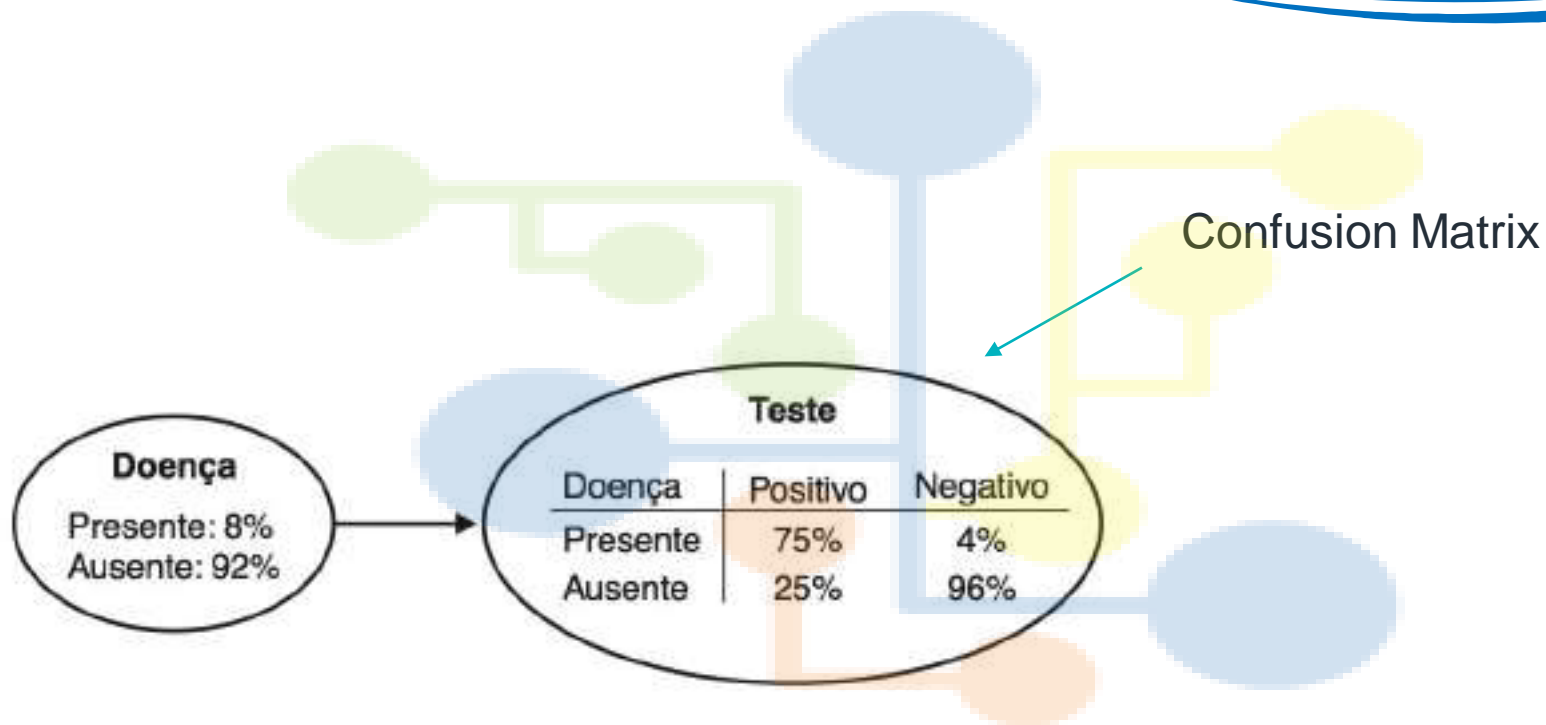 Confusion Matrix
Doença
Presente: 8%
Ausente: 92%
Teste
Doença Positivo Negativo
Presente 75% 4%
Ausente 25% 96%